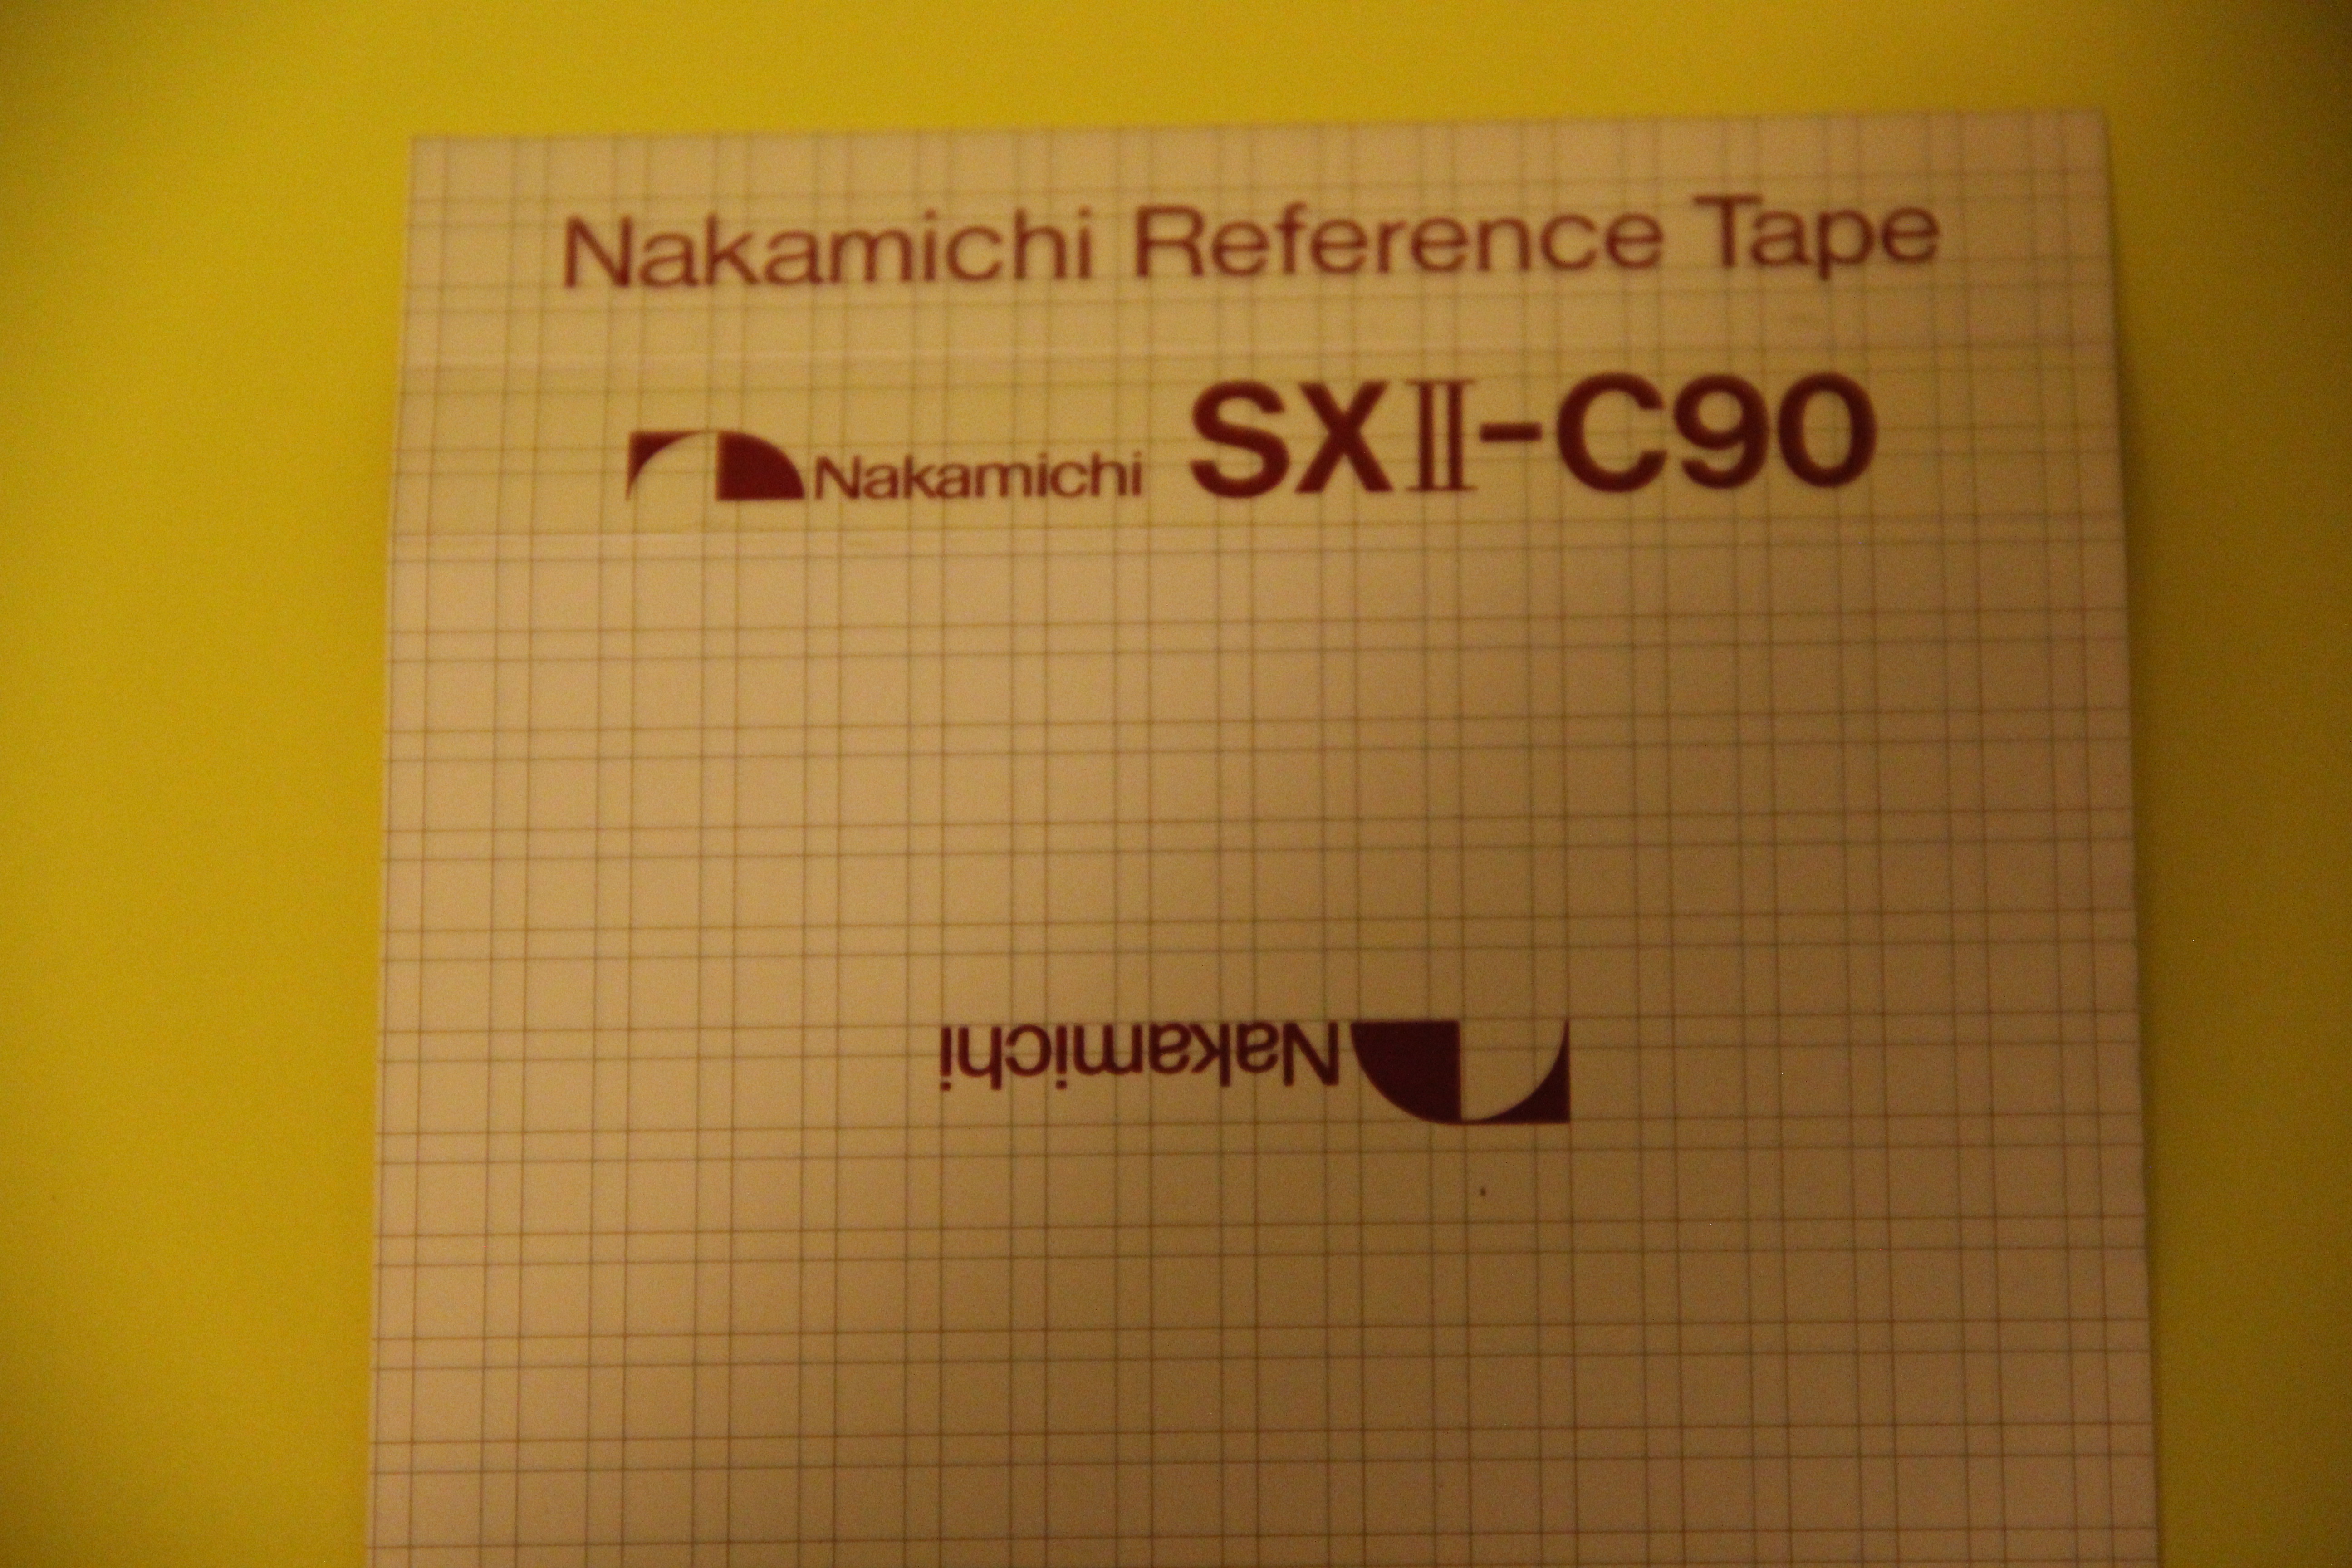 Nakamichi Reference Tape
Nakamichi SXⅡ-C90
Nakamichi